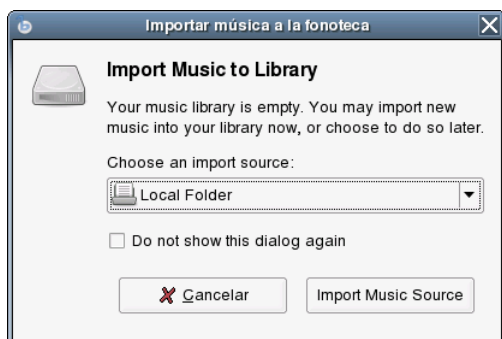 Importar música a la fonoteca
Import Music to Library
Your music library is empty. You may import new
music into your library now, or choose to do so later.
Choose an import source:
Local Folder
Do not show this dialog again
Cancelar
Import Music Source